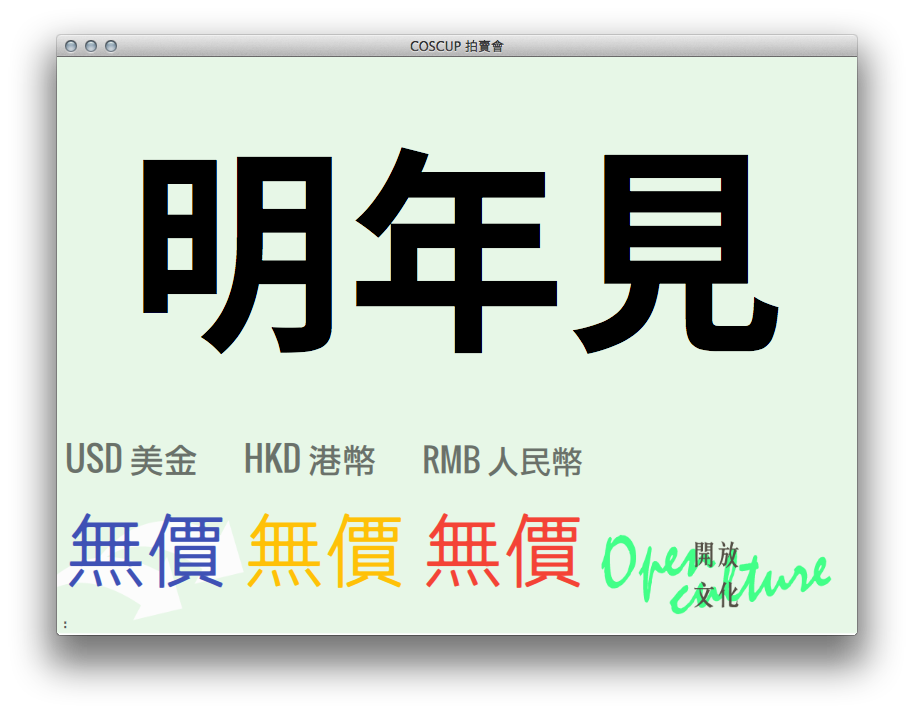 COSCUP 拍賣會
明年見
USD 美金 HKD 港幣 RMB 人民幣
無價 無價 無價
Open culture
開放
文化
: